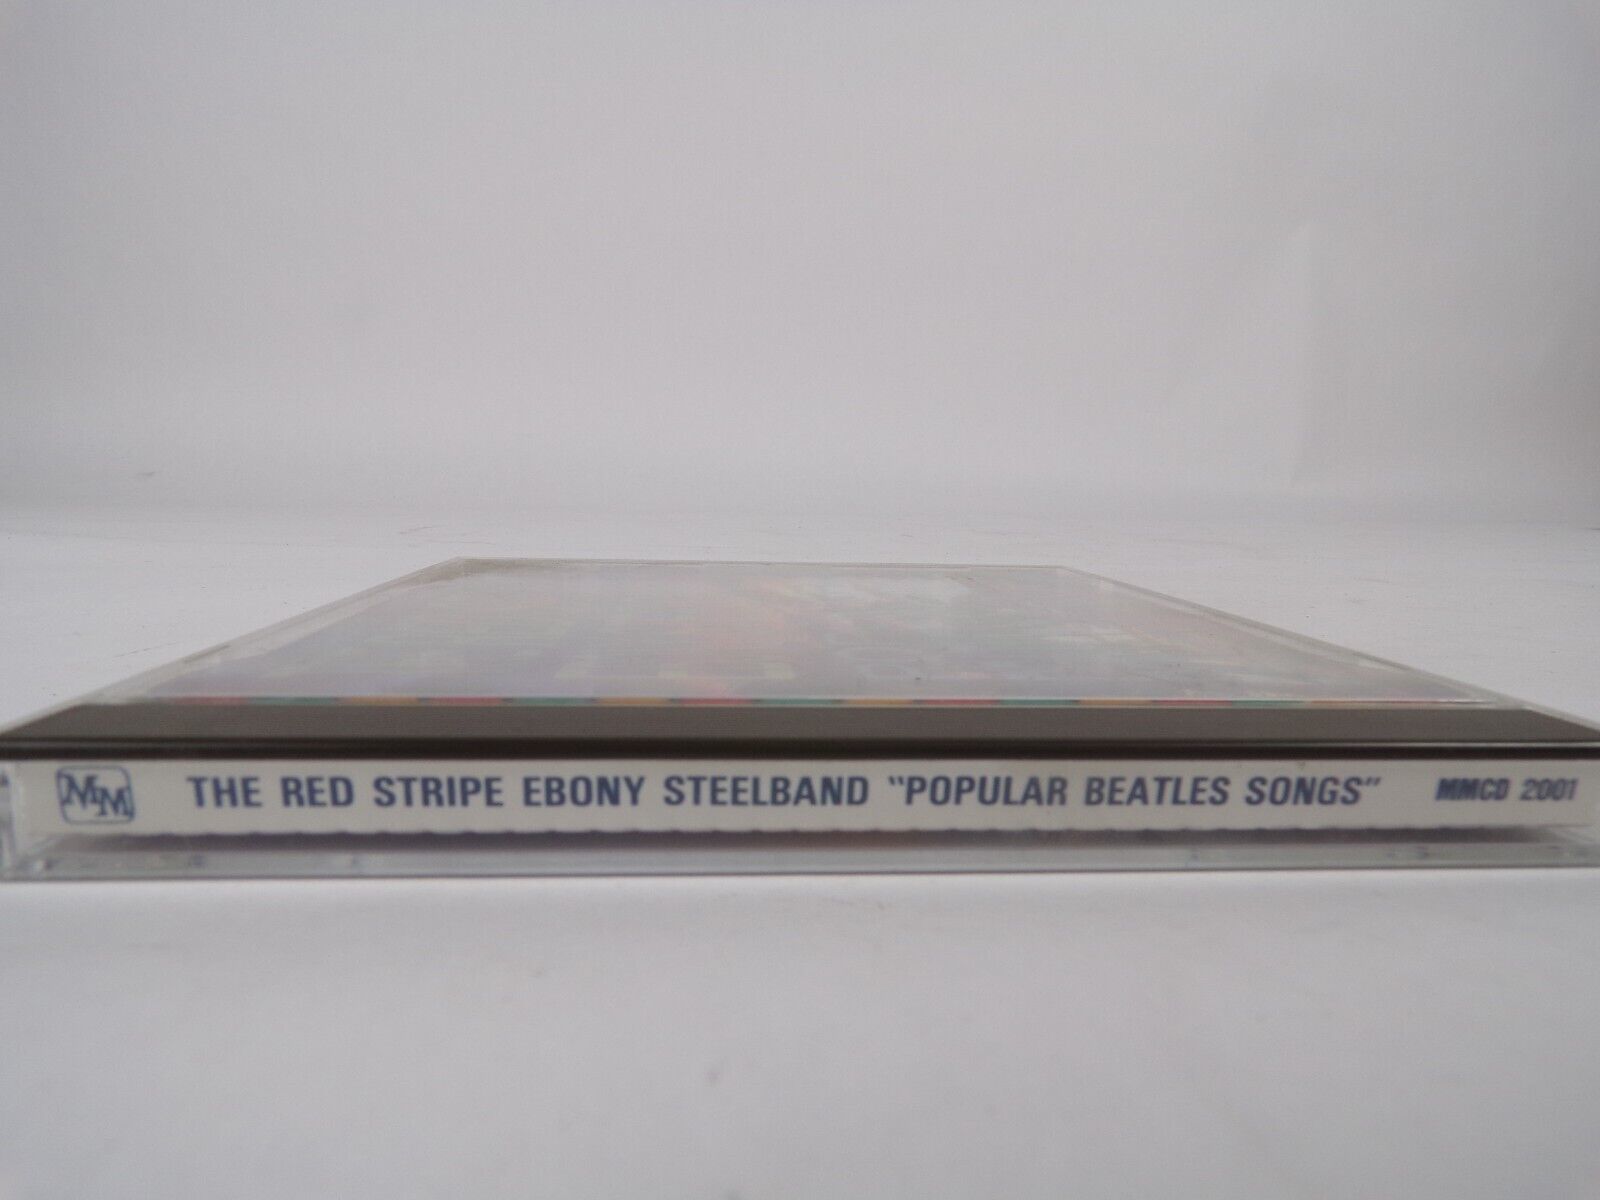 MM THE RED STRIPE EBONY STEELBAND "POPULAR BEATLES SONGS" MMCD 2001